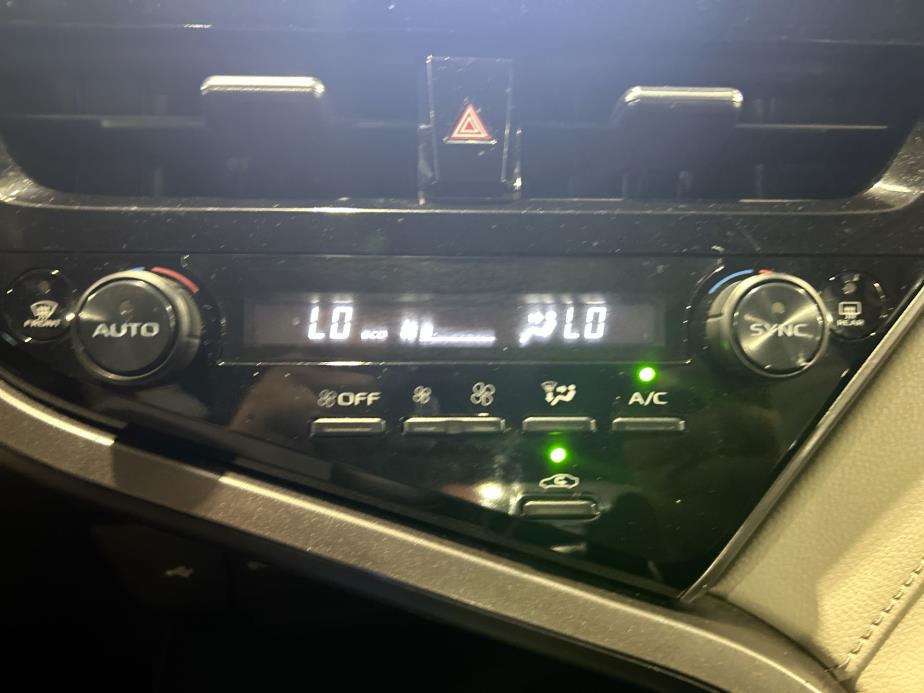 FRONT
AUTO
LO
eco
LO
SYNC
REAR
OFF
A/C